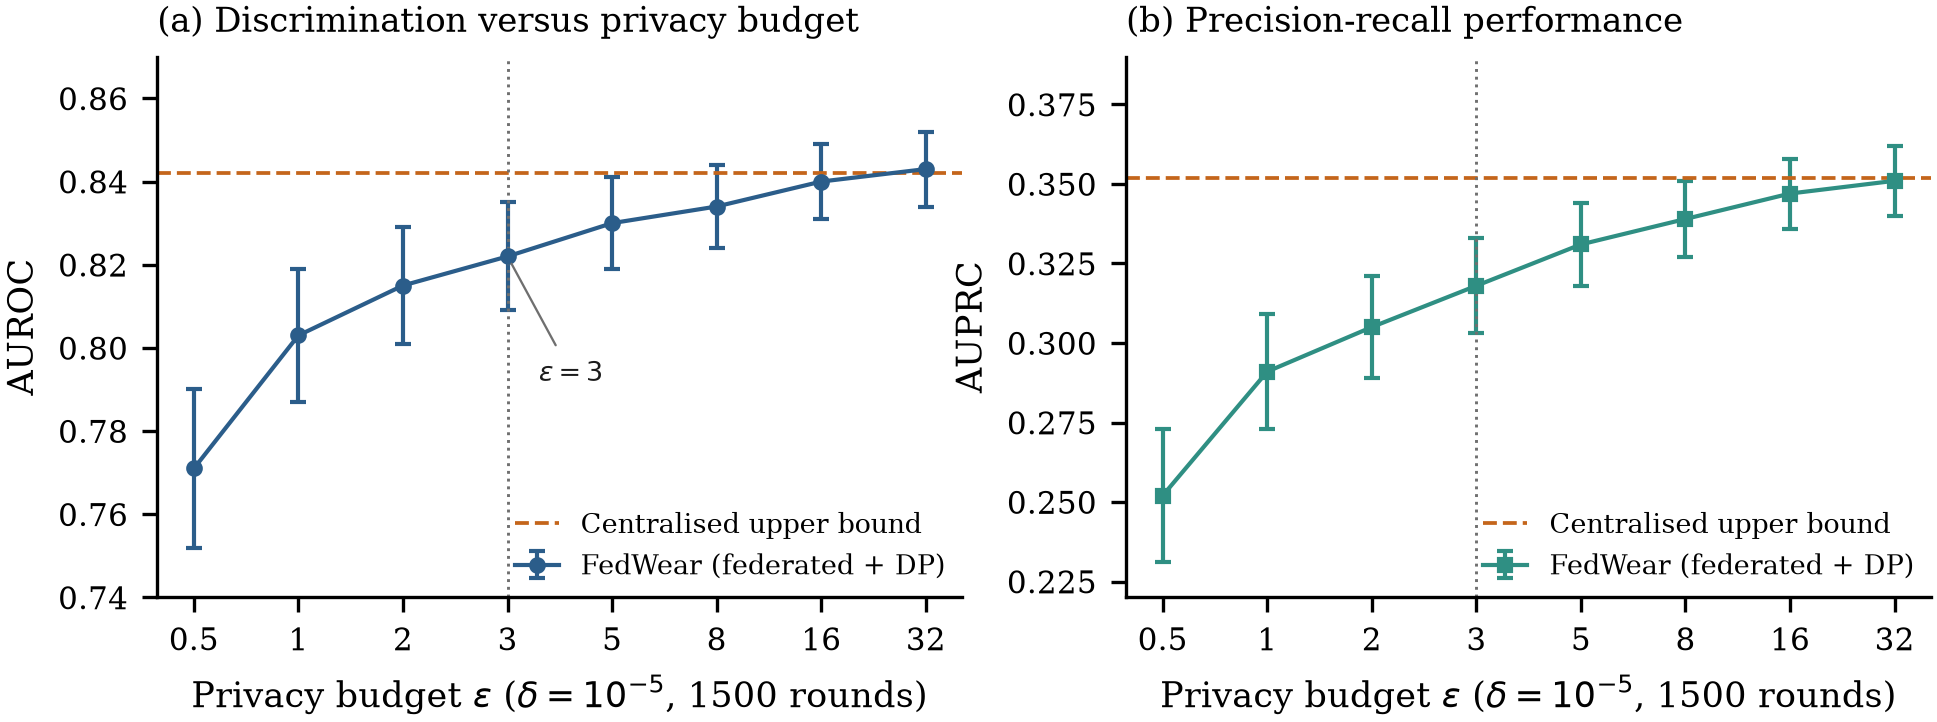 (a) Discrimination versus privacy budget
AUROC
0.86
0.84
0.82
0.80
0.78
0.76
0.74
ε = 3
Centralised upper bound
FedWear (federated + DP)
0.5 1 2 3 5 8 16 32
Privacy budget ε (δ = 10⁻⁵, 1500 rounds)
(b) Precision-recall performance
AUPRC
0.375
0.350
0.325
0.300
0.275
0.250
0.225
Centralised upper bound
FedWear (federated + DP)
0.5 1 2 3 5 8 16 32
Privacy budget ε (δ = 10⁻⁵, 1500 rounds)